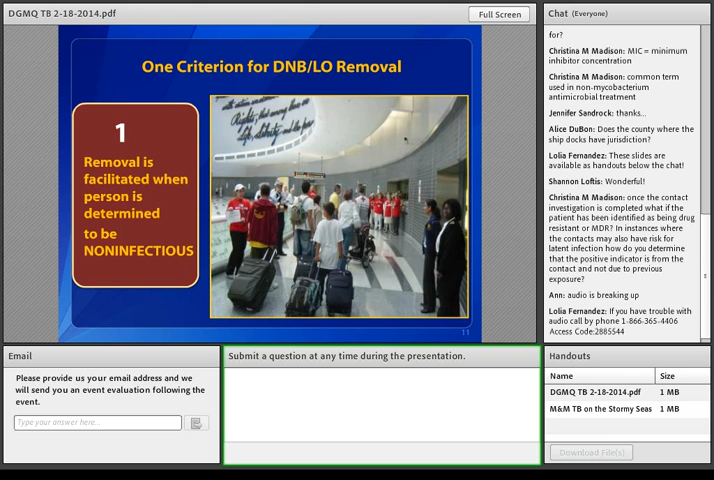 DGMQ TB 2-18-2014.pdf
Full Screen
One Criterion for DNB/LO Removal
1
Removal is
facilitated when
person is
determined
to be
NONINFECTIOUS
11
Chat (Everyone)
for?
Christina M Madison: MIC = minimum
inhibitor concentration
Christina M Madison: common term
used in non-mycobacterium
antimicrobial treatment
Jennifer Sandrock: thanks...
Alice DuBon: Does the county where the
ship docks have jurisdiction?
Lolia Fernandez: These slides are
available as handouts below the chat!
Shannon Loftis: Wonderful!
Christina M Madison: once the contact
investigation is completed what if the
patient has been identified as being drug
resistant or MDR? In instances where
the contacts may also have risk for
latent infection how do you determine
that the positive indicator is from the
contact and not due to previous
exposure?
Ann: audio is breaking up
Lolia Fernandez: If you have trouble with
audio call by phone 1-866-365-4406
Access Code:2885544
Email
Please provide us your email address and we
will send you an event evaluation following the
event.
Type your answer here...
Submit a question at any time during the presentation.
Handouts
Name Size
DGMQ TB 2-18-2014.pdf 1 MB
M&M TB on the Stormy Seas 1 MB
Download File(s)